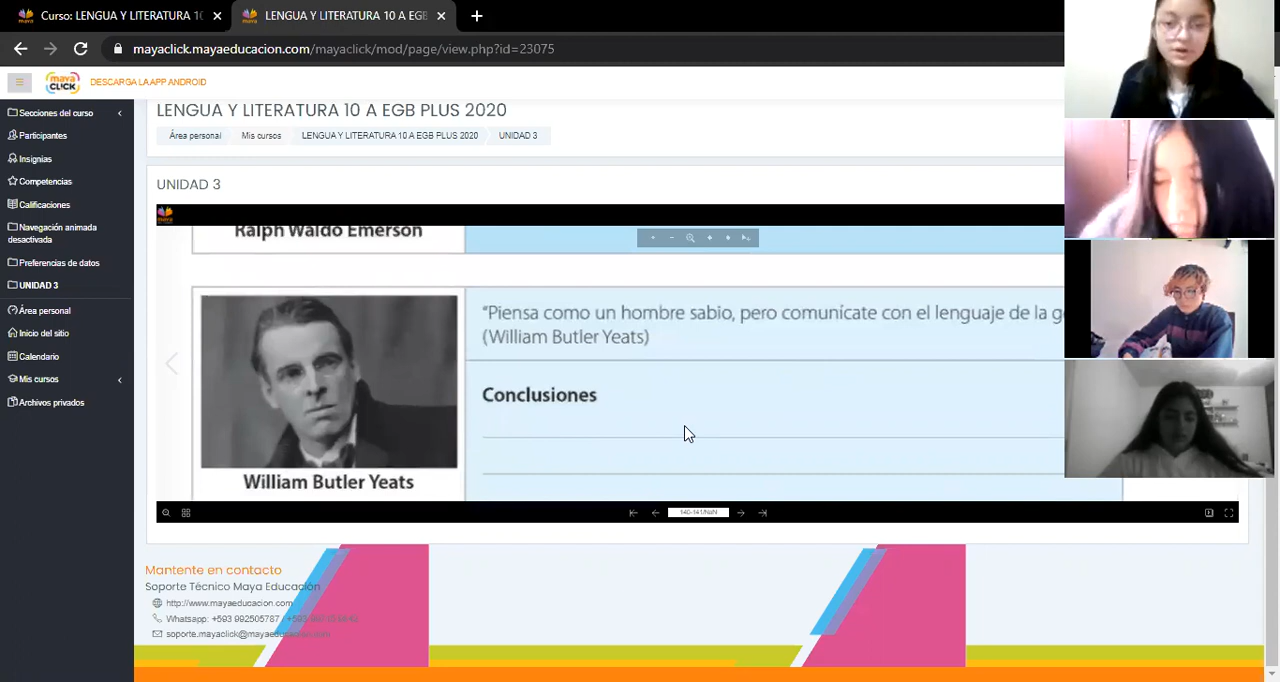 Curso: LENGUA Y LITERATURA 10
LENGUA Y LITERATURA 10 A EGB
mayaclick.mayaeducacion.com/mayaclick/mod/page/view.php?id=23075
maya CLICK
DESCARGA LA APP ANDROID
Secciones del curso
Participantes
Insignias
Competencias
Calificaciones
Navegación animada
desactivada
Preferencias de datos
UNIDAD 3
Área personal
Inicio del sitio
Calendario
Mis cursos
Archivos privados
LENGUA Y LITERATURA 10 A EGB PLUS 2020
Área personal Mis cursos LENGUA Y LITERATURA 10 A EGB PLUS 2020 UNIDAD 3
UNIDAD 3
Ralph Waldo Emerson
"Piensa como un hombre sabio, pero comunícate con el lenguaje de la
(William Butler Yeats)
Conclusiones
William Butler Yeats
140-141/NaN
Mantente en contacto
Soporte Técnico Maya Educación
http://www.mayaeducacion.com
Whatsapp: +593 992505787 /
soporte.mayaclick@mayaeducacion.com